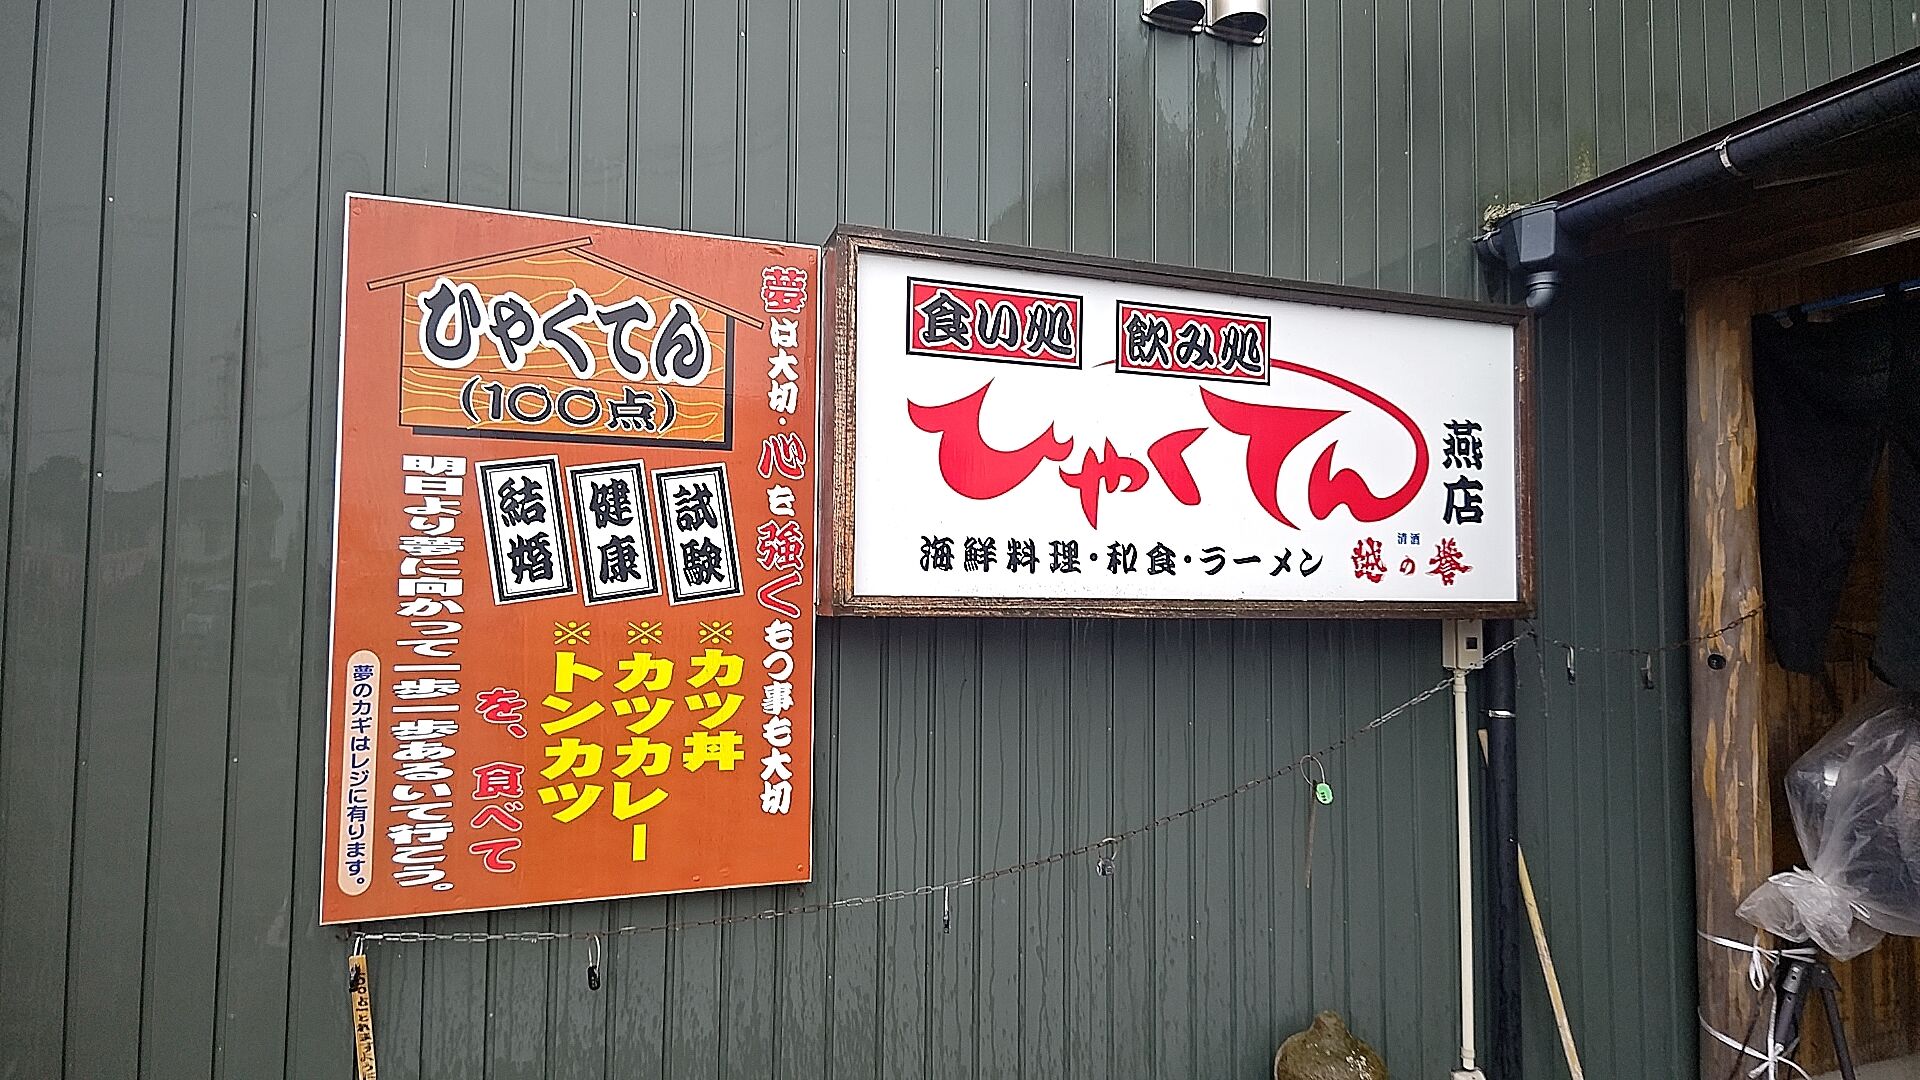 ひゃくてん
(100点)
夢は大切・心を強くもつ事も大切
試験
健康
結婚
※カツ丼
※カツカレー
※トンカツ
を、食べて
明日より夢に向かって一歩一歩あるいて行こう。
夢のカギはレジに有ります。
食い処
飲み処
ひゃくてん
燕店
海鮮料理・和食・ラーメン
清酒
越の誉